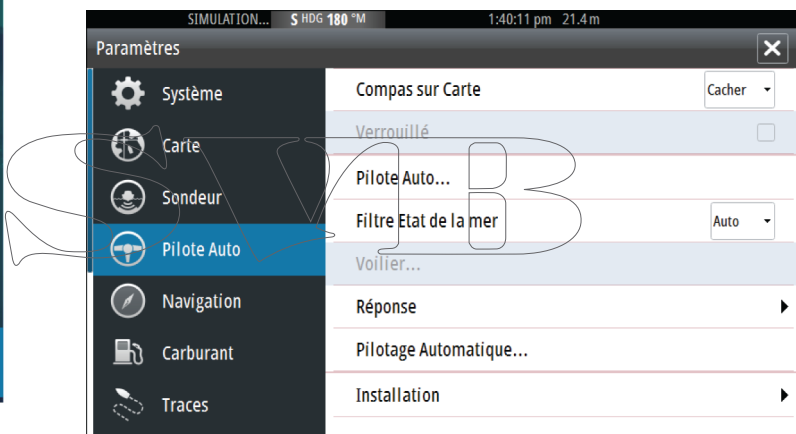 SIMULATION... S HDG 180 °M 1:40:11 pm 21.4 m
Paramètres
Système
Carte
Sondeur
Pilote Auto
Navigation
Carburant
Traces
Compas sur Carte Cacher
Verrouillé
Pilote Auto...
Filtre Etat de la mer Auto
Voilier...
Réponse
Pilotage Automatique...
Installation
SVB